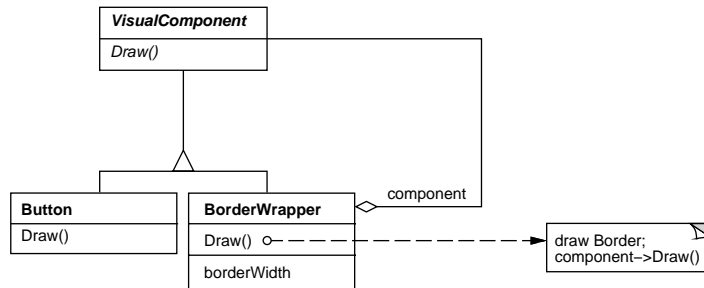 VisualComponent
Draw()
component
Button
Draw()
BorderWrapper
Draw()
borderWidth
draw Border;
component–>Draw()